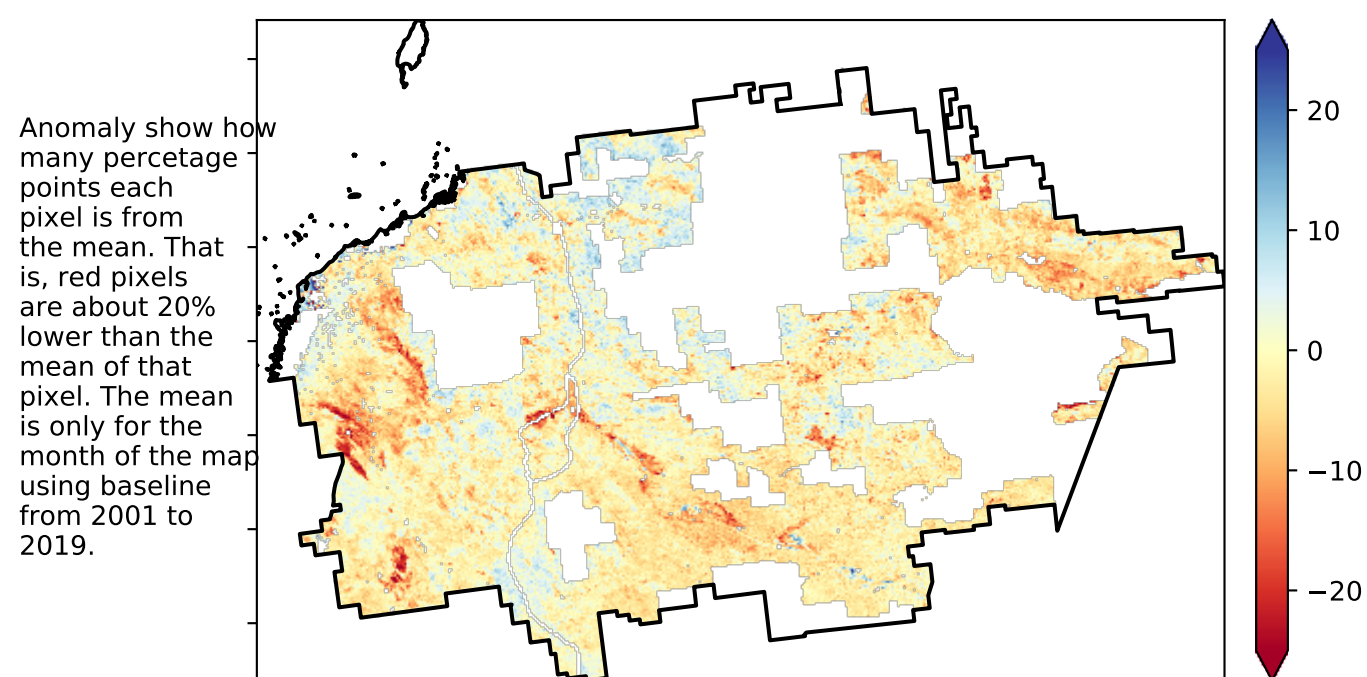 Anomaly show how
many percetage
points each
pixel is from
the mean. That
is, red pixels
are about 20%
lower than the
mean of that
pixel. The mean
is only for the
month of the map
using baseline
from 2001 to
2019.
20
10
0
−10
−20